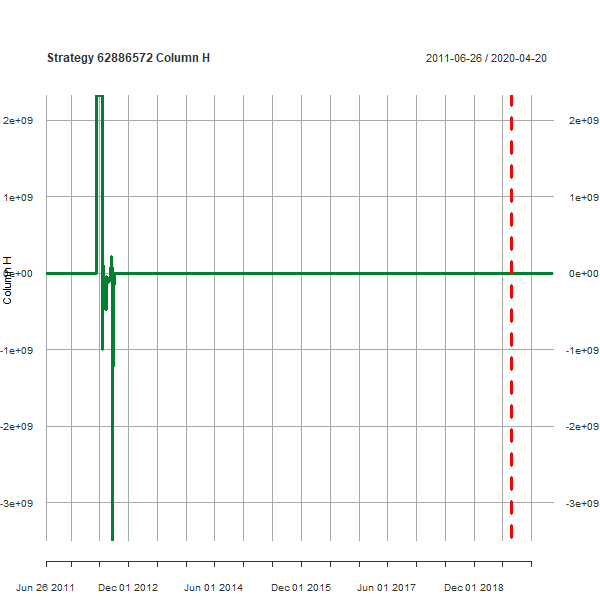 Strategy 62886572 Column H
2011-06-26 / 2020-04-20
2e+09 2e+09
1e+09 1e+09
0e+00 0e+00
Column H
-1e+09 -1e+09
-2e+09 -2e+09
-3e+09 -3e+09
Jun 26 2011 Dec 01 2012 Jun 01 2014 Dec 01 2015 Jun 01 2017 Dec 01 2018